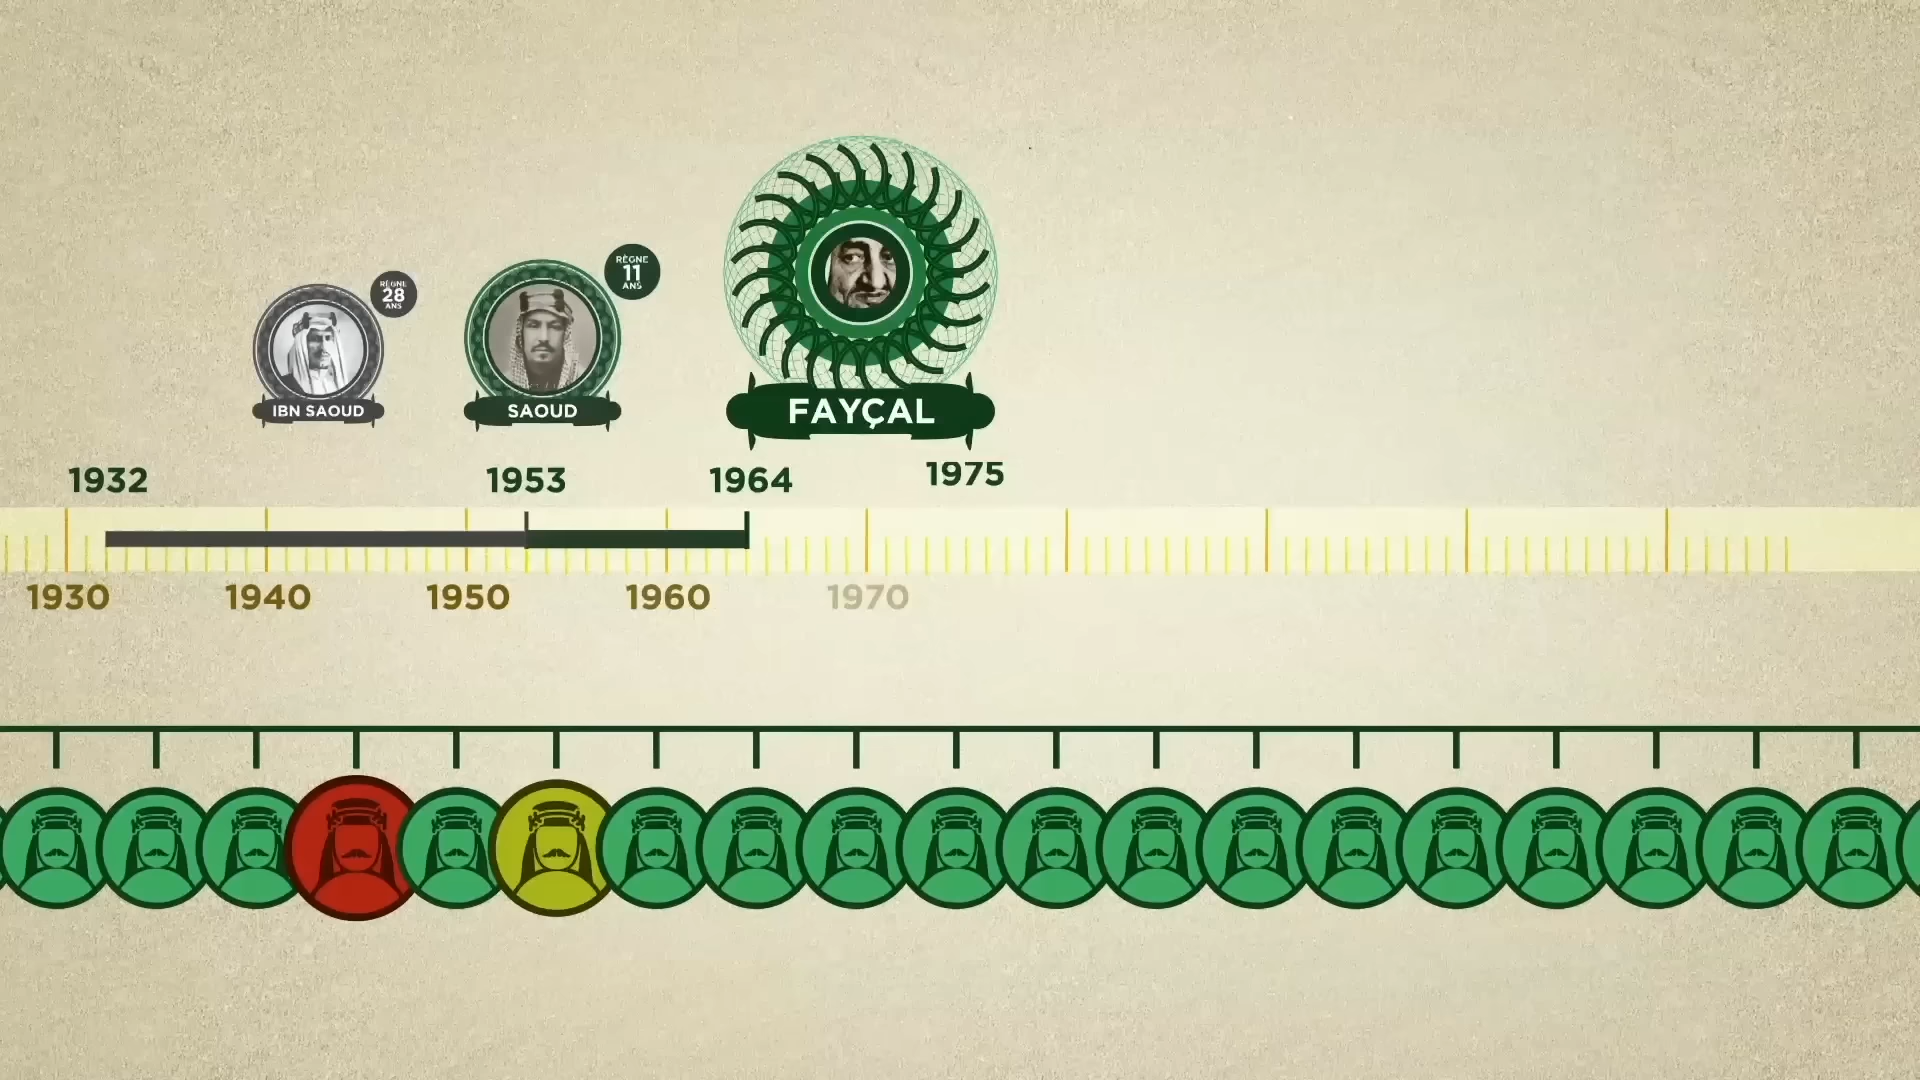 RÈGNE
28
ANS
IBN SAOUD
RÈGNE
11
ANS
SAOUD
FAYÇAL
1932
1953
1964
1975
1930
1940
1950
1960
1970